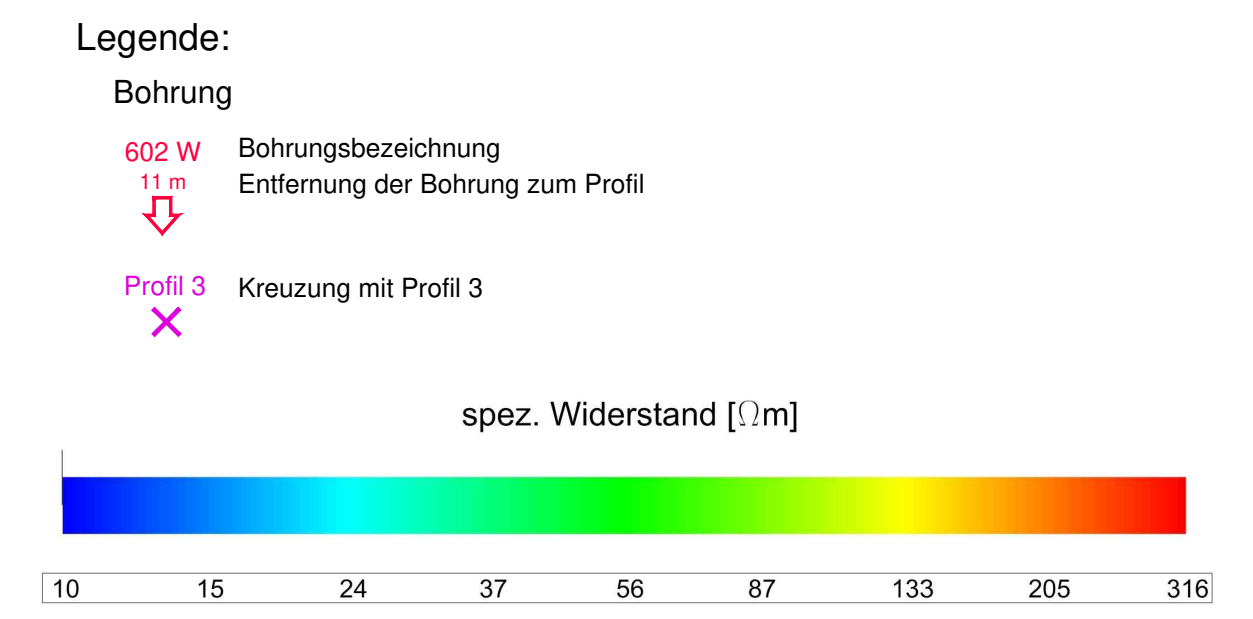 Legende:
Bohrung
602 W Bohrungsbezeichnung
11 m Entfernung der Bohrung zum Profil
Profil 3 Kreuzung mit Profil 3
spez. Widerstand [Ωm]
10 15 24 37 56 87 133 205 316